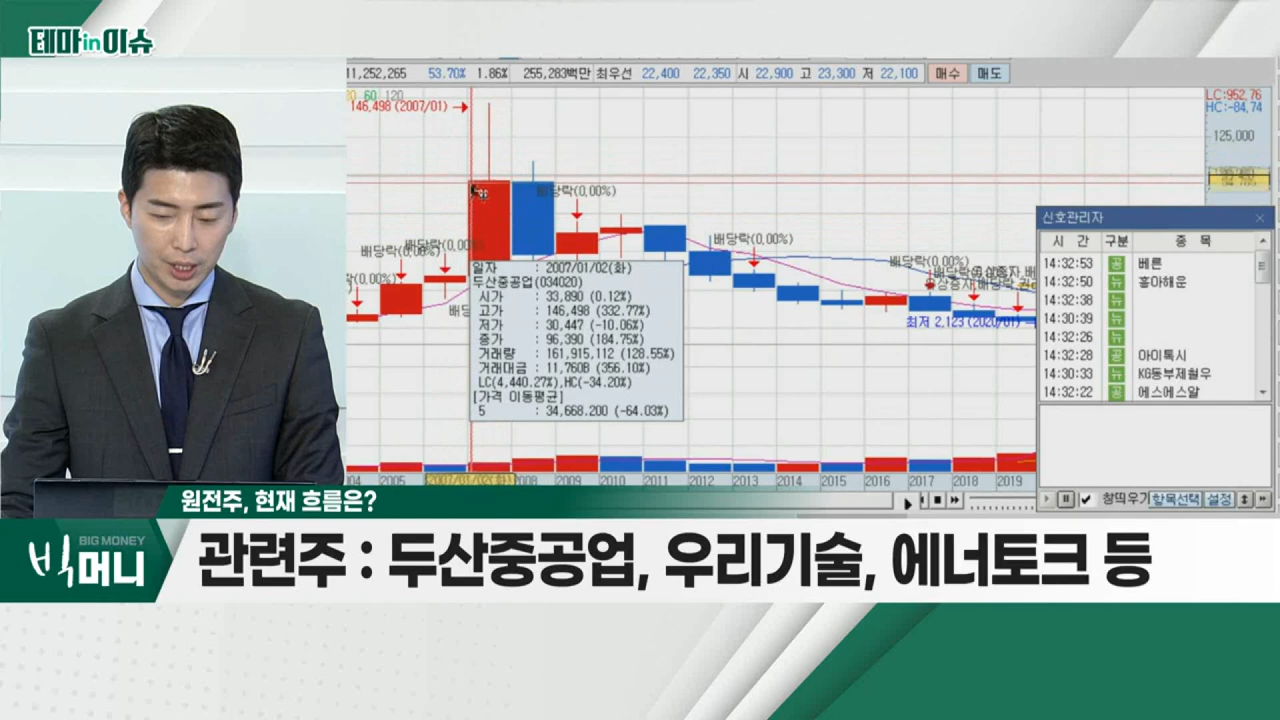 테마in이슈
11,252,265 53.70% 1.86% 255,283백만 최우선 22,400 22,350 시 22,900 고 23,300 저 22,100 매수 매도
60 120
146,498 (2007/01)
LC:952.76
HC:-84.74
125,000
배당락(0.00%)
배당락(0.00%)
배당락(0.00%)
배당락(0.00%)
배당락(0.00%)
최저 2,123 (2020/01)
일자 : 2007/01/02(화)
두산중공업(034020)
시가 : 33,890 (0.12%)
고가 : 146,498 (332.77%)
저가 : 30,447 (-10.06%)
종가 : 96,390 (184.75%)
거래량 : 161,915,112 (128.55%)
거래대금 : 11,760B (356.10%)
LC(4,440.27%),HC(-34.20%)
[가격 이동평균]
5 : 34,668.200 (-64.03%)
신호관리자
시 간 구분 종 목
14:32:53 공 베른
14:32:50 뉴 흥아해운
14:32:38 뉴
14:30:39 뉴
14:32:26 뉴
14:32:28 공 아이톡시
14:30:33 뉴 KG동부제철우
14:32:22 공 에스에스알
창띄우기 항목선택 설정
04 2005 2008 2009 2010 2011 2012 2013 2014 2015 2016 2017 2018 2019
원전주, 현재 흐름은?
BIG MONEY
빅머니
관련주 : 두산중공업, 우리기술, 에너토크 등